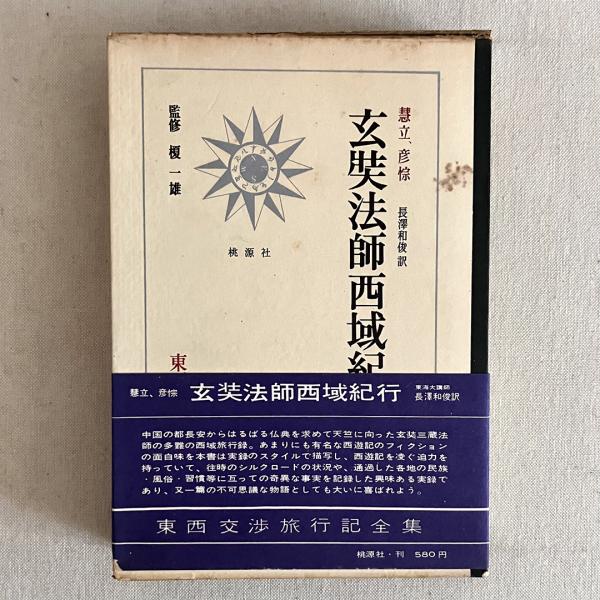 慧立、彦悰
長澤和俊訳
玄奘法師西域紀
監修 榎一雄
桃源社
東
慧立、彦悰
玄奘法師西域紀行
東海大講師
長澤和俊訳
中国の都長安からはるばる仏典を求めて天竺に向った玄奘三蔵法
師の多難の西域旅行録。あまりにも有名な西遊記のフィクション
の面白味を本書は実録のスタイルで描写し、西遊記を凌ぐ迫力を
持っていて、往時のシルクロードの状況や、通過した各地の民族
・風俗・習慣等に亙っての奇異な事実を記録した興味ある実録で
あり、又一篇の不可思議な物語としても大いに喜ばれよう。
東西交渉旅行記全集
桃源社・刊 580円